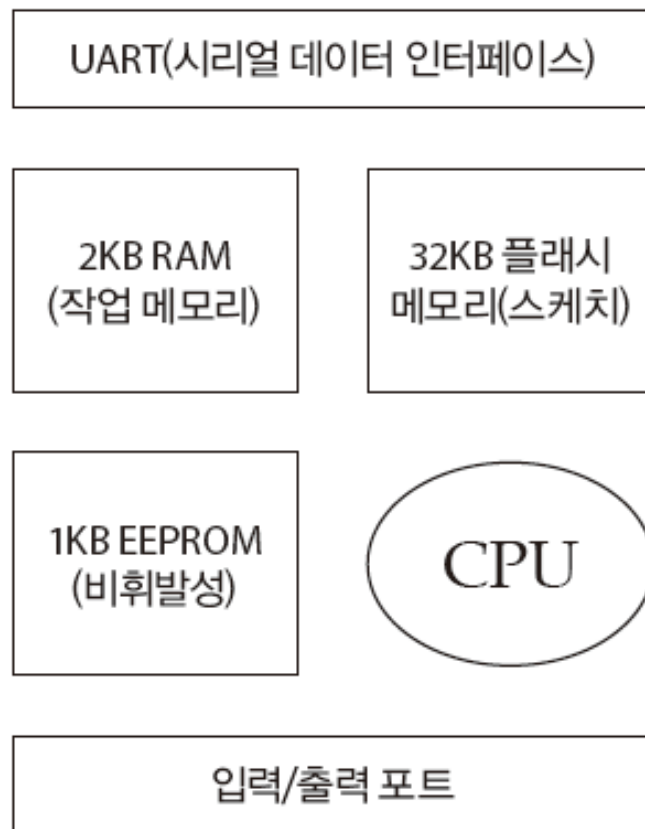 UART(시리얼 데이터 인터페이스)
2KB RAM
(작업 메모리)
32KB 플래시
메모리(스케치)
1KB EEPROM
(비휘발성)
CPU
입력/출력 포트